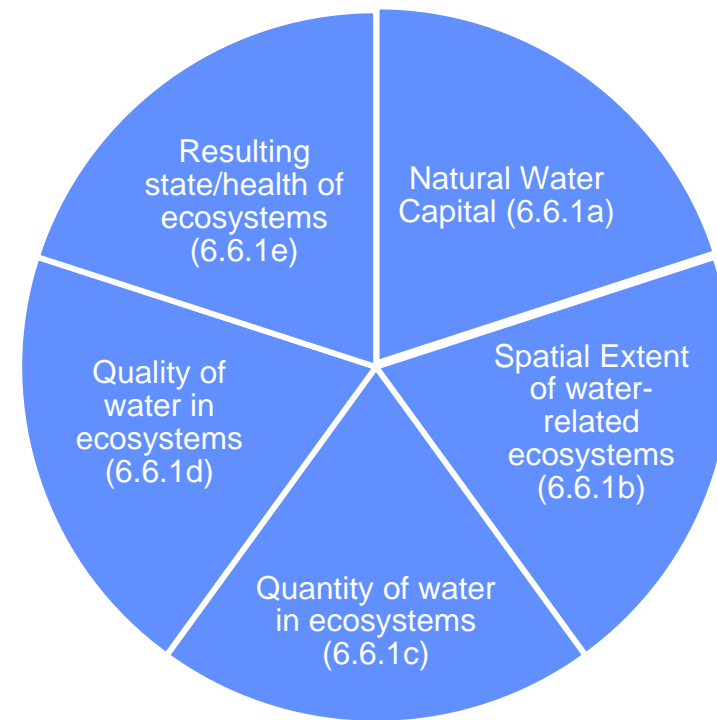 Natural Water
Capital (6.6.1a)
Spatial Extent
of water-
related
ecosystems
(6.6.1b)
Quantity of water
in ecosystems
(6.6.1c)
Quality of
water in
ecosystems
(6.6.1d)
Resulting
state/health of
ecosystems
(6.6.1e)